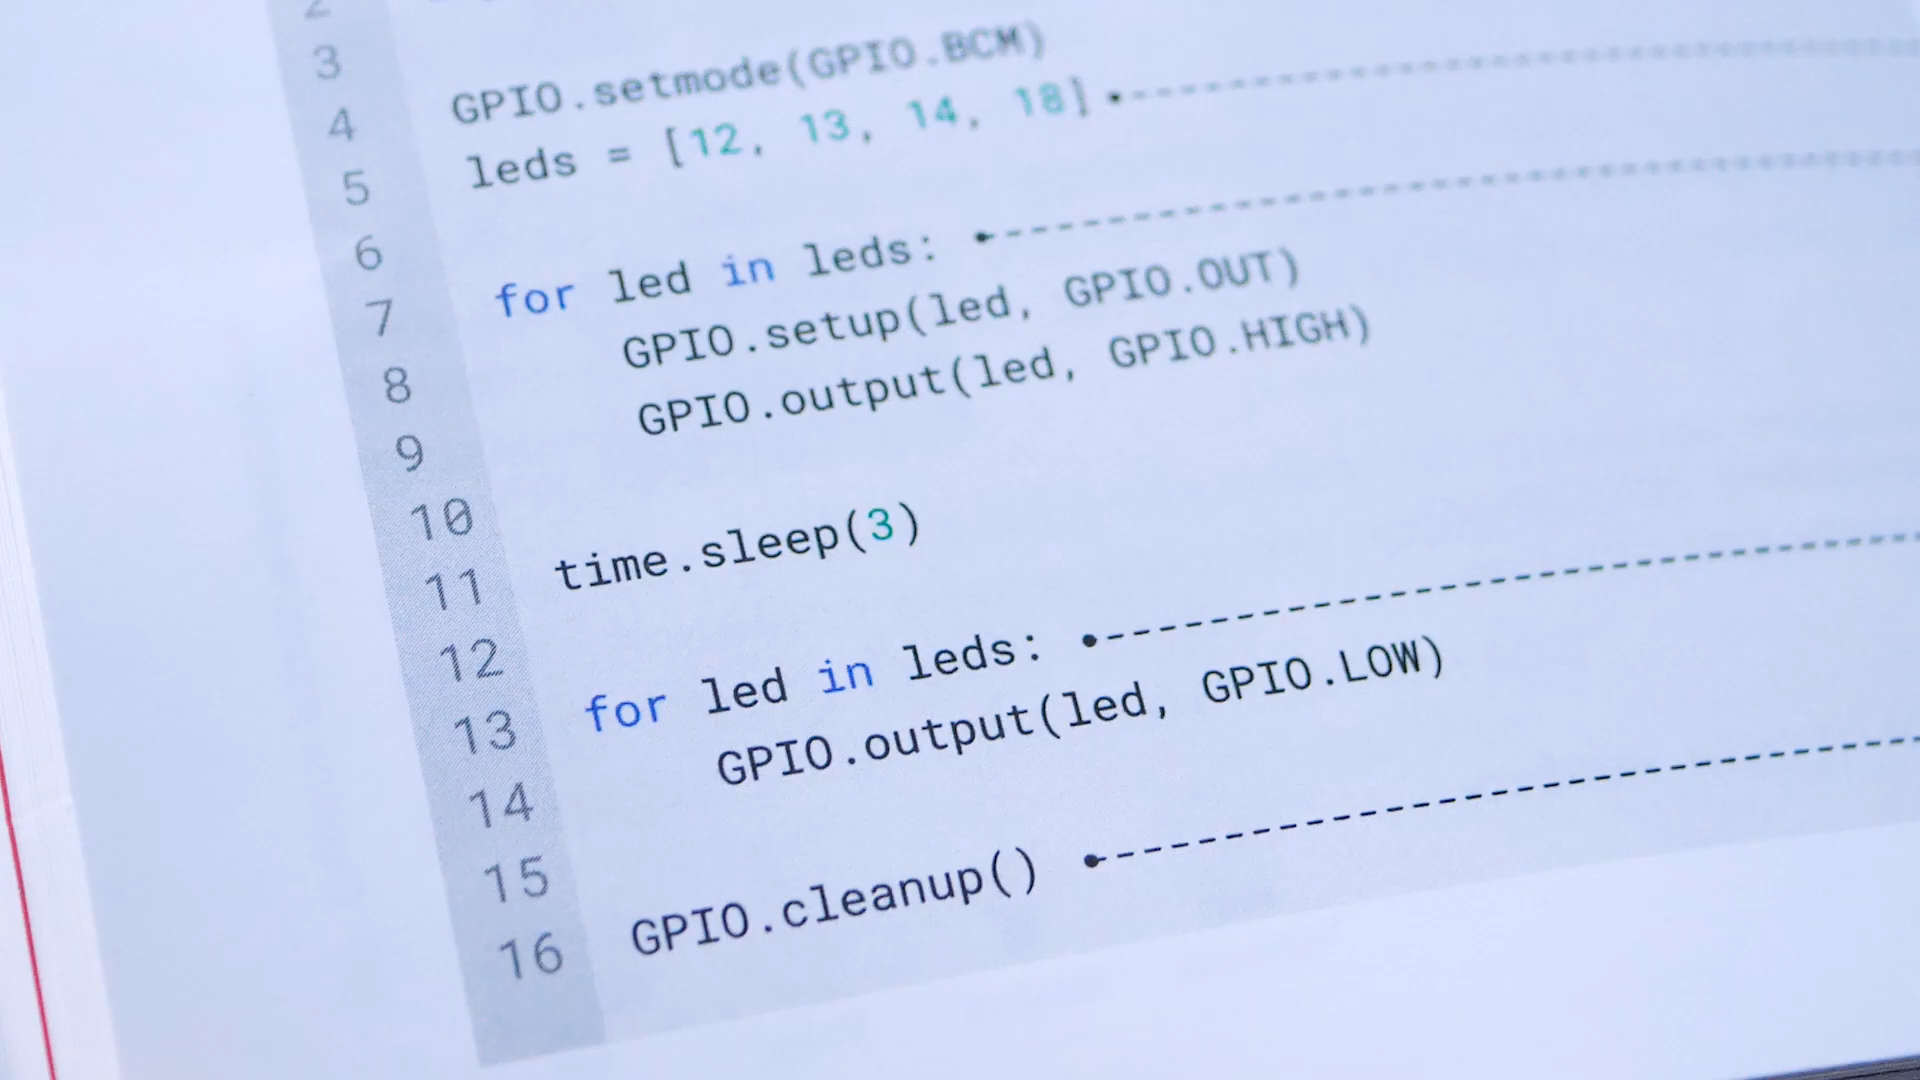 2
3
4 GPIO.setmode(GPIO.BCM)
5 leds = [12, 13, 14, 18]
6
7 for led in leds:
8 GPIO.setup(led, GPIO.OUT)
9 GPIO.output(led, GPIO.HIGH)
10
11 time.sleep(3)
12
13 for led in leds:
14 GPIO.output(led, GPIO.LOW)
15
16 GPIO.cleanup()